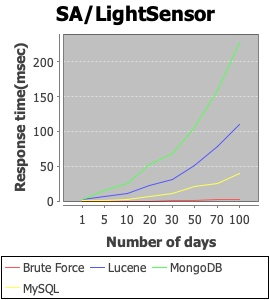 SA/LightSensor
Response time(msec)
200
150
100
50
0
1 5 10 20 30 50 70 100
Number of days
Brute Force Lucene MongoDB
MySQL